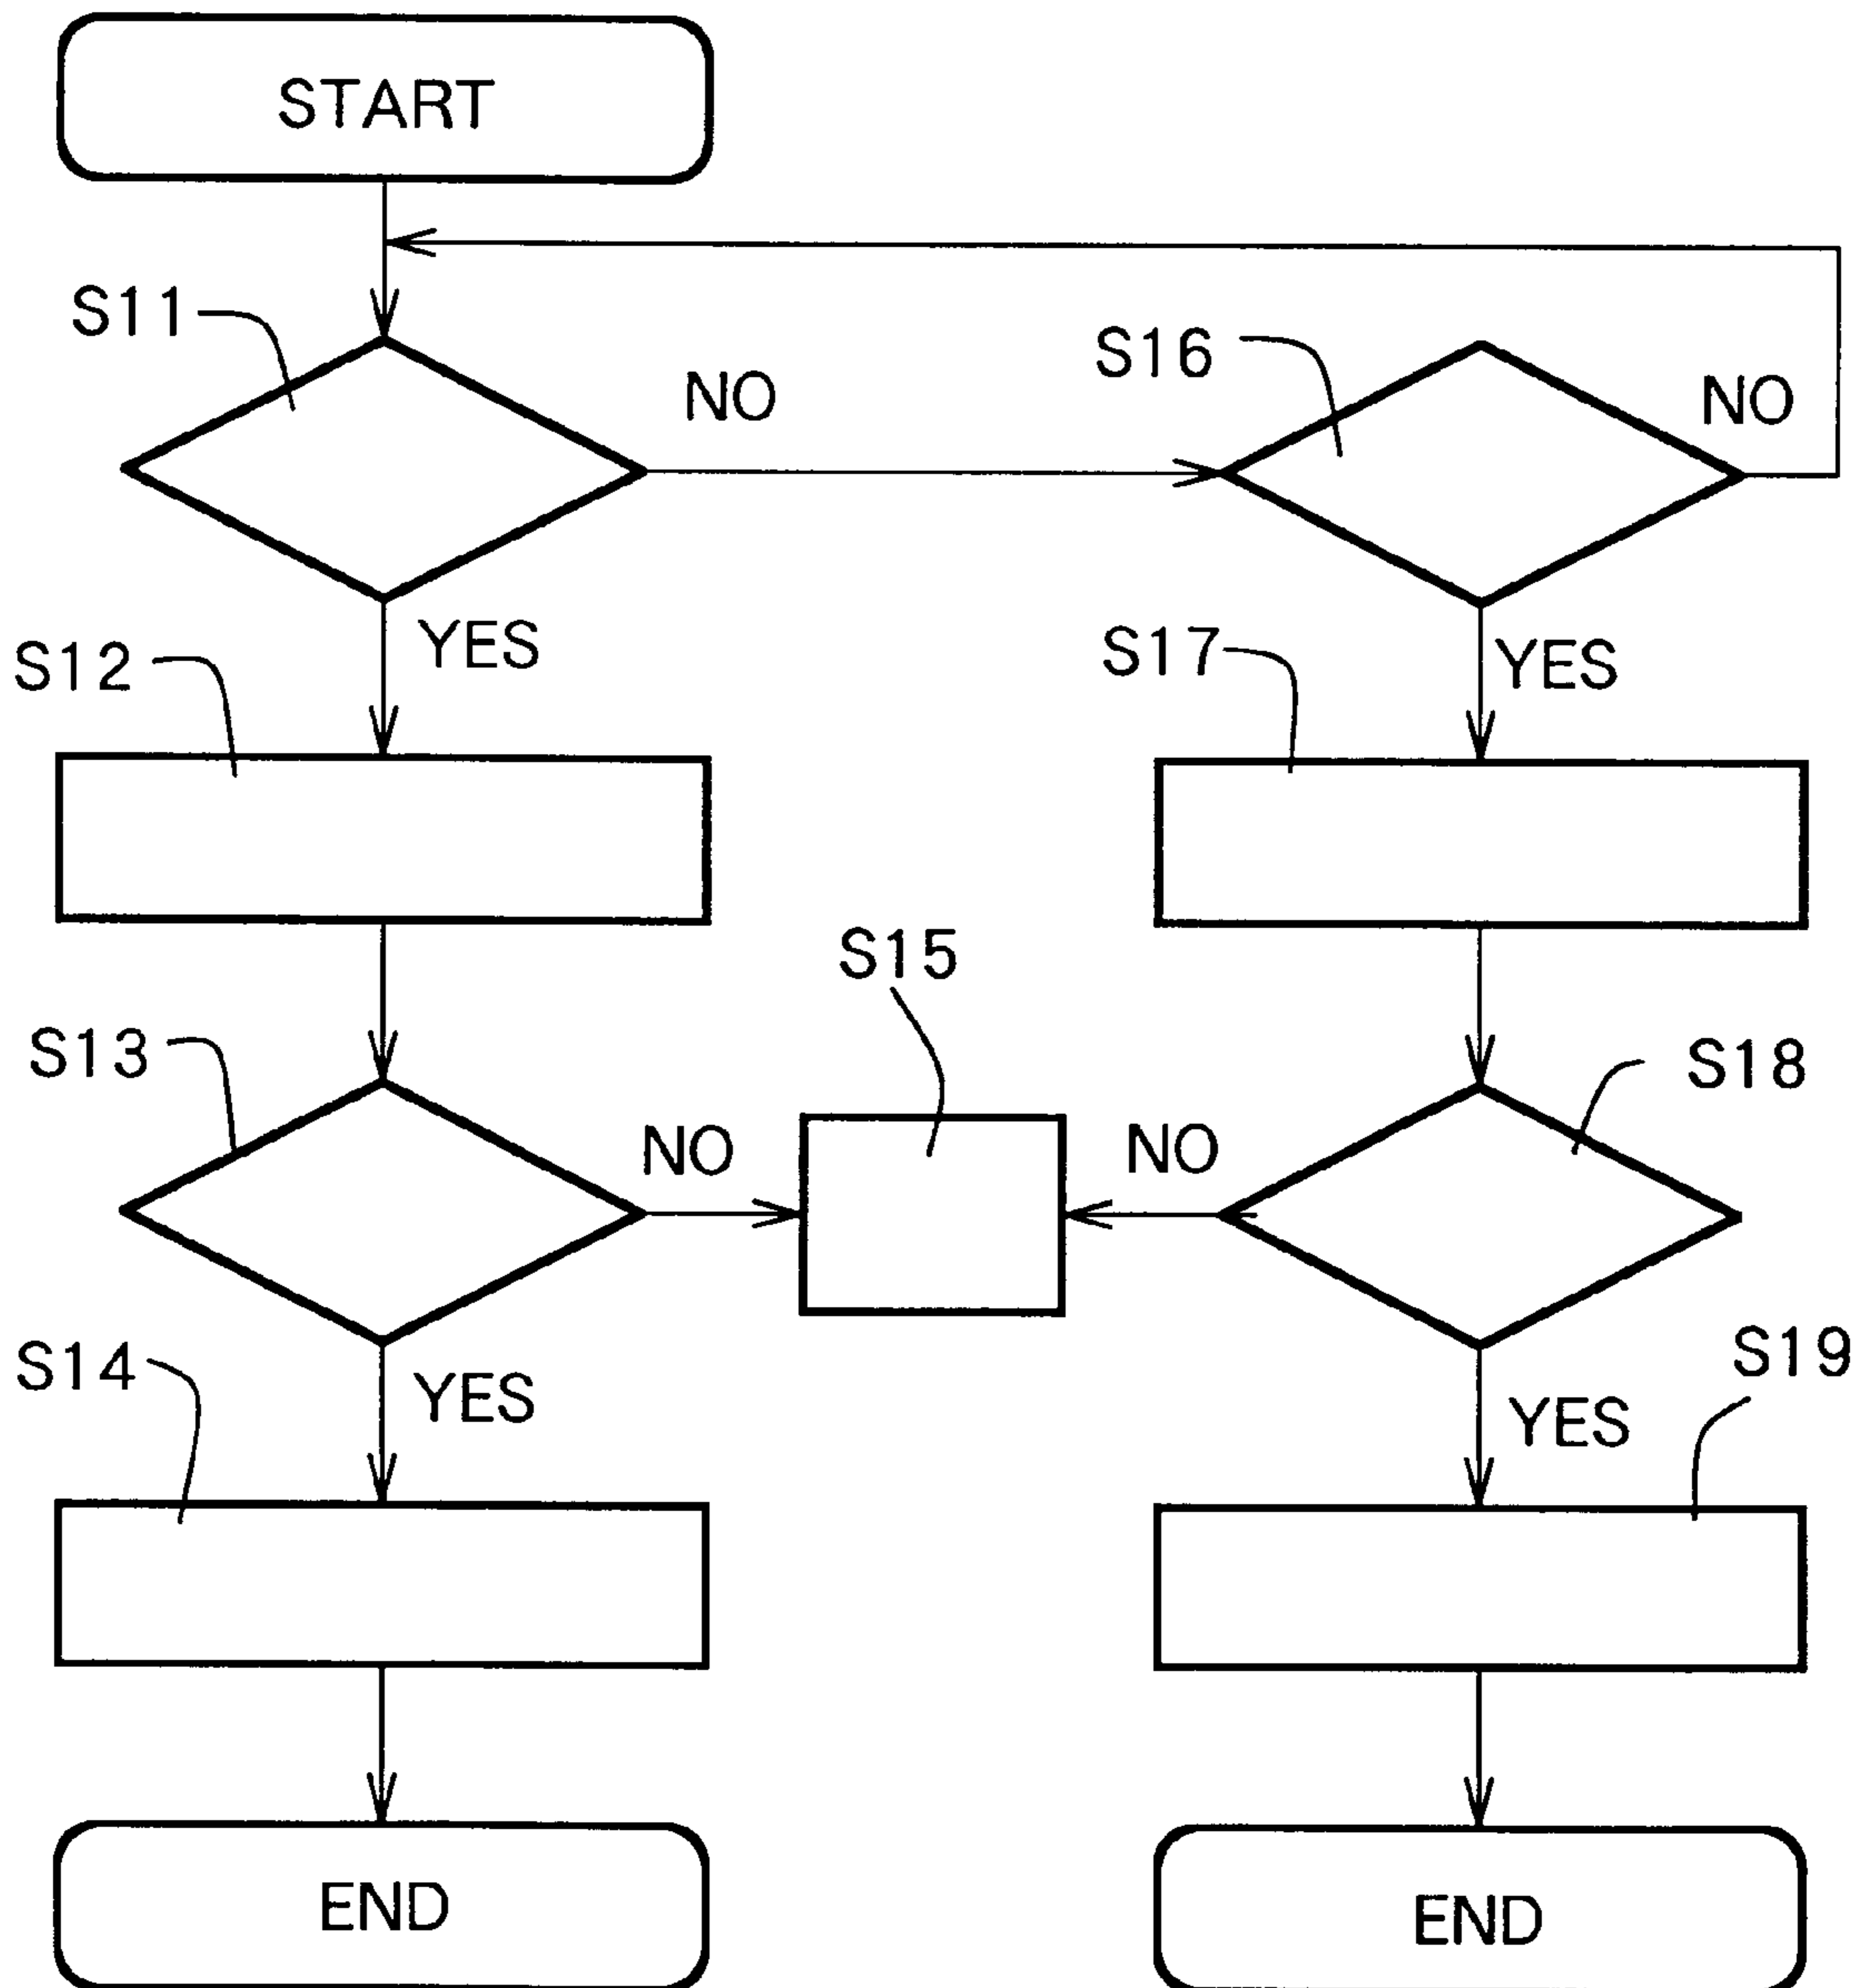 START
S11
NO
S16
NO
S12
YES
S17
YES
S15
S13
NO
NO
S18
S14
YES
S19
YES
END
END